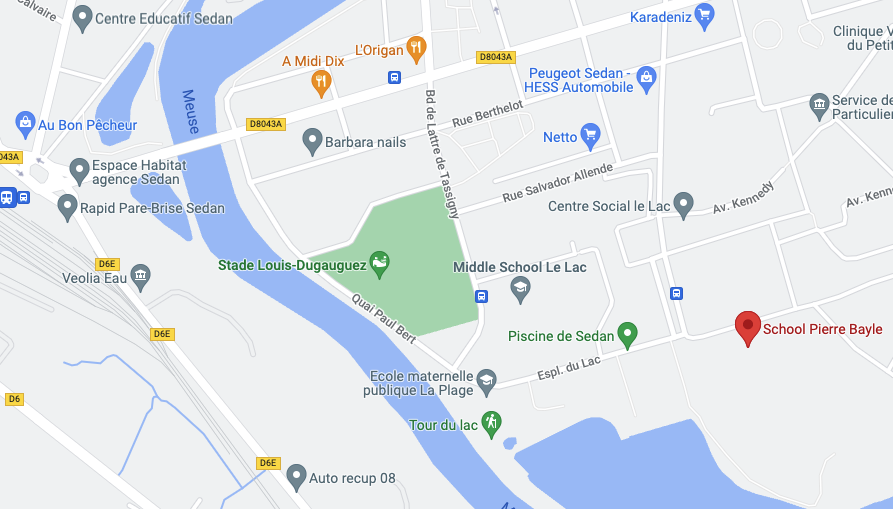 Calvaire
Centre Educatif Sedan
Karadeniz
L'Origan
A Midi Dix
D8043A
Clinique V
du Petit
Peugeot Sedan -
HESS Automobile
Meuse
Bd de Lattre de Tassigny
Rue Berthelot
Service de
Particulier
Au Bon Pêcheur
D8043A
Barbara nails
Netto
043A
Espace Habitat
agence Sedan
Rue Salvador Allende
Av. Kennedy
Av. Kenne
Rapid Pare-Brise Sedan
Centre Social le Lac
D6E
Stade Louis-Dugauguez
Middle School Le Lac
Veolia Eau
Quai Paul Bert
D6E
Piscine de Sedan
School Pierre Bayle
Espl. du Lac
Ecole maternelle
publique La Plage
D6
Tour du lac
D6E
Auto recup 08